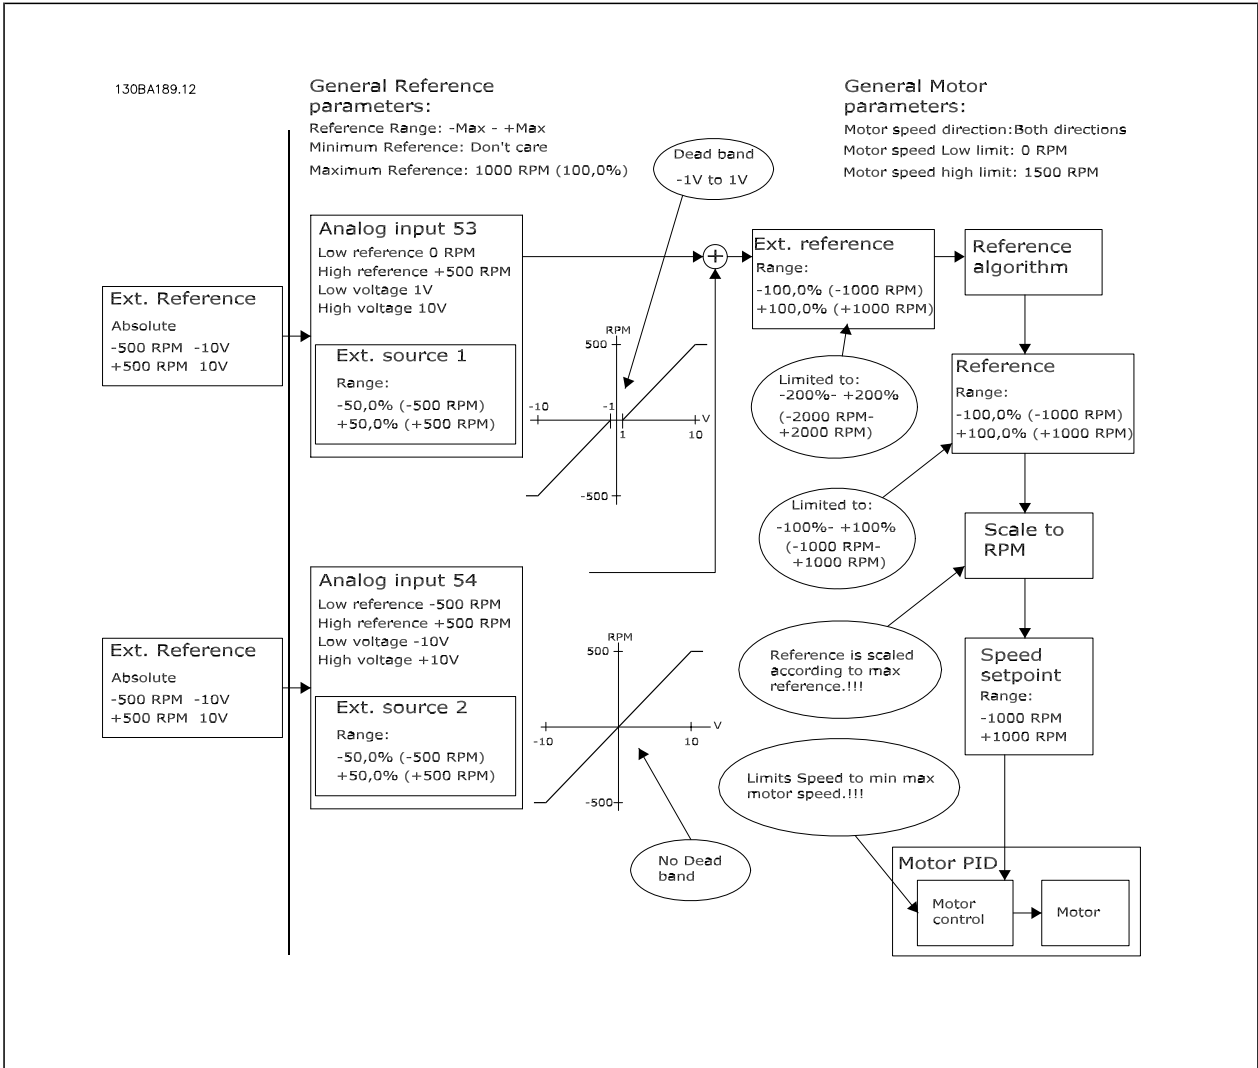 130BA189.12
General Reference
parameters:
Reference Range: -Max - +Max
Minimum Reference: Don't care
Maximum Reference: 1000 RPM (100,0%)
General Motor
parameters:
Motor speed direction:Both directions
Motor speed Low limit: 0 RPM
Motor speed high limit: 1500 RPM
Dead band
-1V to 1V
Ext. Reference
Absolute
-500 RPM -10V
+500 RPM 10V
Analog input 53
Low reference 0 RPM
High reference +500 RPM
Low voltage 1V
High voltage 10V
Ext. source 1
Range:
-50,0% (-500 RPM)
+50,0% (+500 RPM)
RPM
500
-10
-1
V
1
10
-500
+
Ext. reference
Range:
-100,0% (-1000 RPM)
+100,0% (+1000 RPM)
Reference
algorithm
Limited to:
-200%- +200%
(-2000 RPM-
+2000 RPM)
Reference
Range:
-100,0% (-1000 RPM)
+100,0% (+1000 RPM)
Limited to:
-100%- +100%
(-1000 RPM-
+1000 RPM)
Scale to
RPM
Ext. Reference
Absolute
-500 RPM -10V
+500 RPM 10V
Analog input 54
Low reference -500 RPM
High reference +500 RPM
Low voltage -10V
High voltage +10V
Ext. source 2
Range:
-50,0% (-500 RPM)
+50,0% (+500 RPM)
RPM
500
V
-10
10
-500
No Dead
band
Reference is scaled
according to max
reference.!!!
Speed
setpoint
Range:
-1000 RPM
+1000 RPM
Limits Speed to min max
motor speed.!!!
Motor PID
Motor
control
Motor